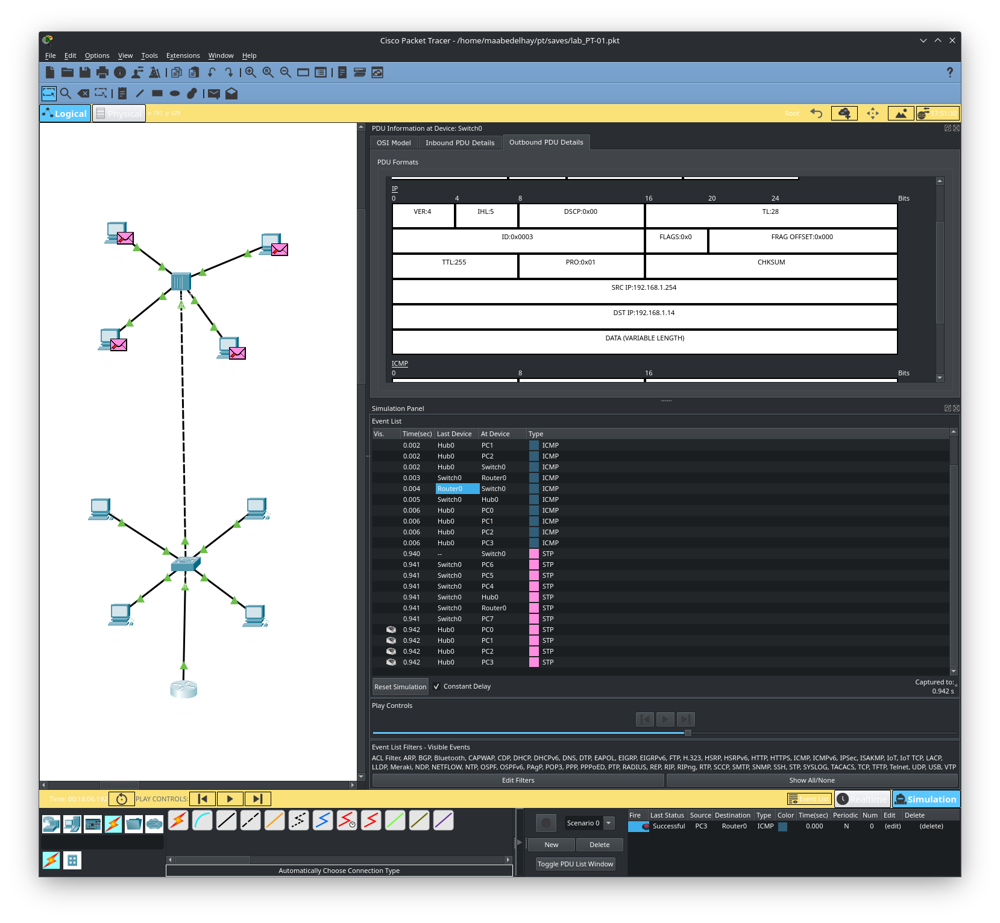 Cisco Packet Tracer - /home/maabedelhay/pt/saves/lab_PT-01.pkt
File Edit Options View Tools Extensions Window Help
Logical Physical x: 797, y: 929 Root 17:51:30
PDU Information at Device: Switch0
OSI Model Inbound PDU Details Outbound PDU Details
PDU Formats
IP
0 4 8 16 20 24 Bits
VER:4 IHL:5 DSCP:0x00 TL:28
ID:0x0003 FLAGS:0x0 FRAG OFFSET:0x000
TTL:255 PRO:0x01 CHKSUM
SRC IP:192.168.1.254
DST IP:192.168.1.14
DATA (VARIABLE LENGTH)
ICMP
0 8 16 Bits
Simulation Panel
Event List
Vis. Time(sec) Last Device At Device Type
0.002 Hub0 PC1 ICMP
0.002 Hub0 PC2 ICMP
0.002 Hub0 Switch0 ICMP
0.003 Switch0 Router0 ICMP
0.004 Router0 Switch0 ICMP
0.005 Switch0 Hub0 ICMP
0.006 Hub0 PC0 ICMP
0.006 Hub0 PC1 ICMP
0.006 Hub0 PC2 ICMP
0.006 Hub0 PC3 ICMP
0.940 -- Switch0 STP
0.941 Switch0 PC6 STP
0.941 Switch0 PC5 STP
0.941 Switch0 PC4 STP
0.941 Switch0 Hub0 STP
0.941 Switch0 Router0 STP
0.941 Switch0 PC7 STP
0.942 Hub0 PC0 STP
0.942 Hub0 PC1 STP
0.942 Hub0 PC2 STP
0.942 Hub0 PC3 STP
Reset Simulation Constant Delay Captured to: *
0.942 s
Play Controls
Event List Filters - Visible Events
ACL Filter, ARP, BGP, Bluetooth, CAPWAP, CDP, DHCP, DHCPv6, DNS, DTP, EAPOL, EIGRP, EIGRPv6, FTP, H.323, HSRP, HSRPv6, HTTP, HTTPS, ICMP, ICMPv6, IPSec, ISAKMP, IoT, IoT TCP, LACP,
LLDP, Meraki, NDP, NETFLOW, NTP, OSPF, OSPFv6, PAgP, POP3, PPP, PPPoED, PTP, RADIUS, REP, RIP, RIPng, RTP, SCCP, SMTP, SNMP, SSH, STP, SYSLOG, TACACS, TCP, TFTP, Telnet, UDP, USB, VTP
Edit Filters Show All/None
Time: 00:18:06.192 PLAY CONTROLS: Event List Realtime Simulation
Scenario 0
New Delete
Toggle PDU List Window
Fire Last Status Source Destination Type Color Time(sec) Periodic Num Edit Delete
Successful PC3 Router0 ICMP 0.000 N 0 (edit) (delete)
Automatically Choose Connection Type